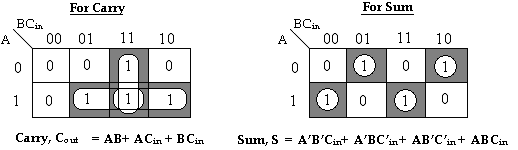 For Carry For Sum
BCin BCin
A 00 01 11 10 A 00 01 11 10
0 0 0 1 0 0 0 1 0 1
1 0 1 1 1 1 1 0 1 0
Carry, Cout = AB+ ACin + BCin Sum, S = A'B'Cin+ A'BC'in+ AB'C'in + ABCin